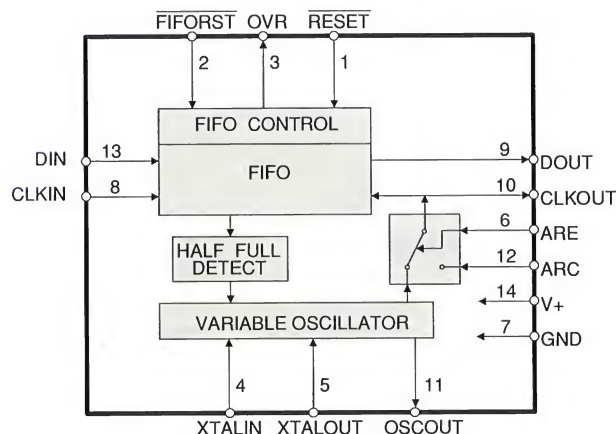 FIFORST OVR RESET
2 3 1
FIFO CONTROL
DIN 13 FIFO 9 DOUT
CLKIN 8 10 CLKOUT
6 ARE
HALF FULL
DETECT
12 ARC
14 V+
VARIABLE OSCILLATOR
7 GND
4 5 11
XTALIN XTALOUT OSCOUT